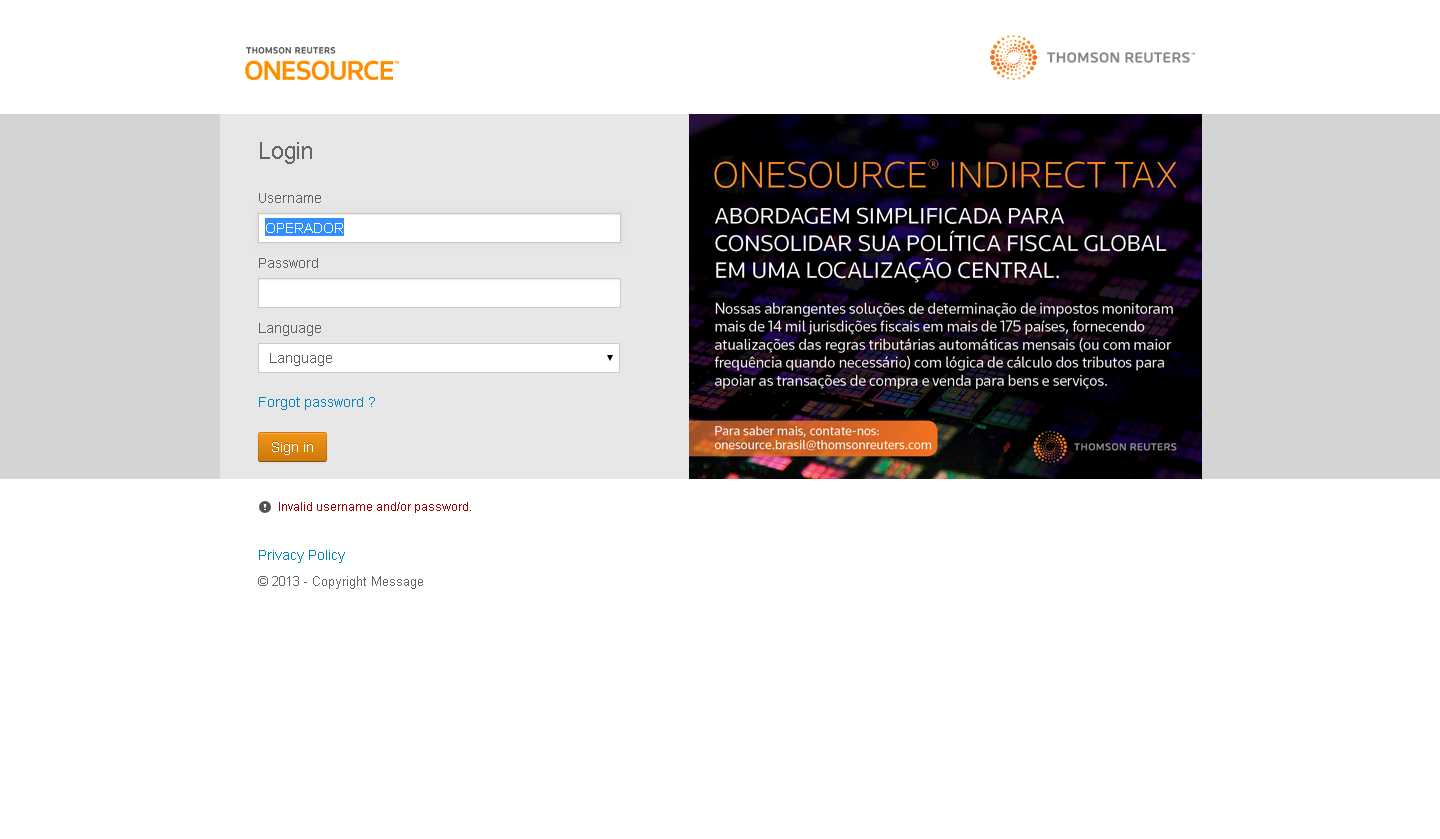 THOMSON REUTERS
ONESOURCE™
THOMSON REUTERS™
Login
Username
OPERADOR
Password
Language
Language
Forgot password ?
Sign in
ONESOURCE® INDIRECT TAX
ABORDAGEM SIMPLIFICADA PARA
CONSOLIDAR SUA POLÍTICA FISCAL GLOBAL
EM UMA LOCALIZAÇÃO CENTRAL.
Nossas abrangentes soluções de determinação de impostos monitoram
mais de 14 mil jurisdições fiscais em mais de 175 países, fornecendo
atualizações das regras tributárias automáticas mensais (ou com maior
frequência quando necessário) com lógica de cálculo dos tributos para
apoiar as transações de compra e venda para bens e serviços.
Para saber mais, contate-nos:
onesource.brasil@thomsonreuters.com
THOMSON REUTERS
Invalid username and/or password.
Privacy Policy
© 2013 - Copyright Message